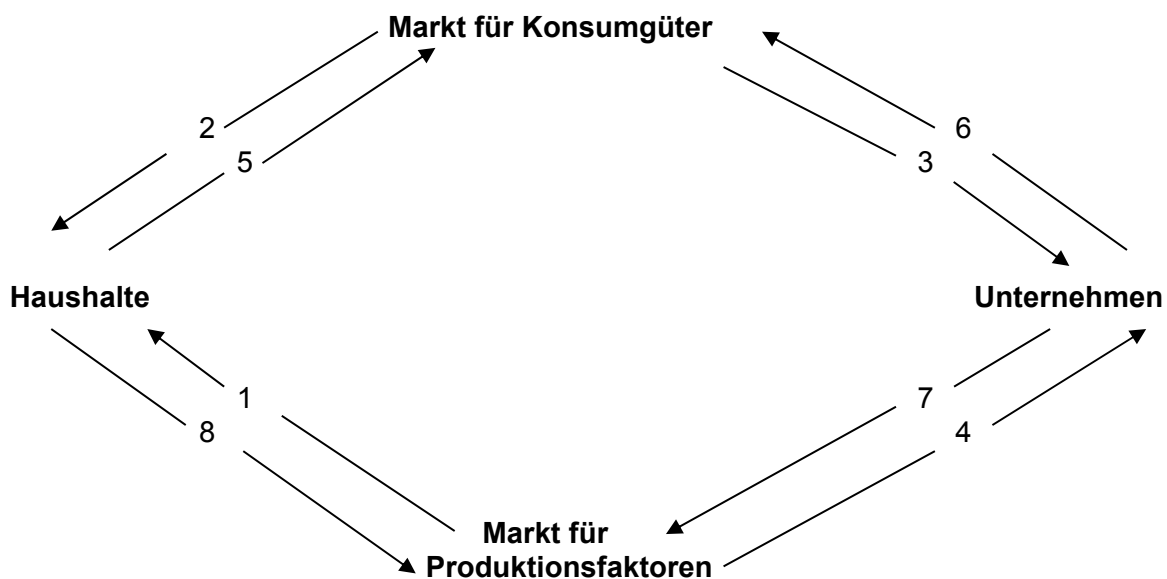 Markt für Konsumgüter
2
6
5
3
Haushalte
Unternehmen
1
7
8
4
Markt für
Produktionsfaktoren